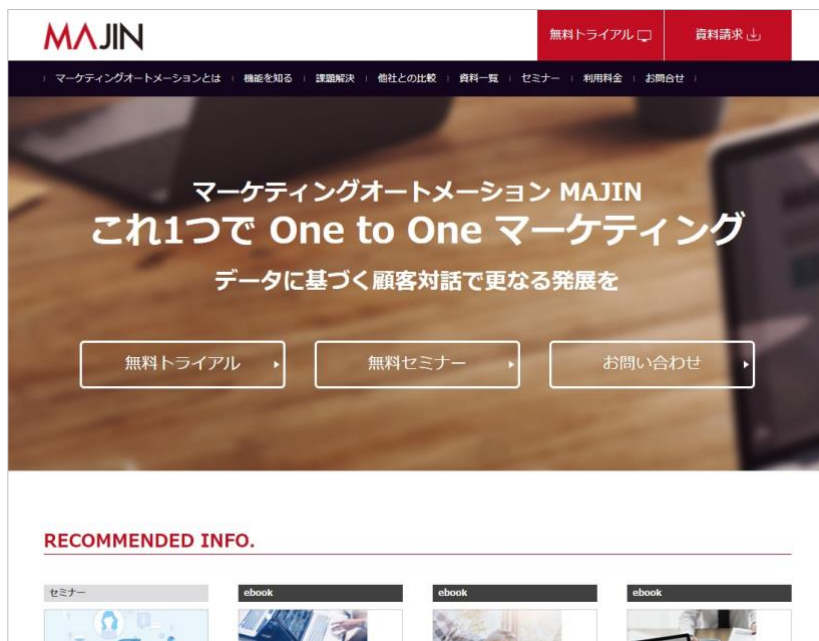 MAJIN
無料トライアル
資料請求
マーケティングオートメーションとは | 機能を知る | 課題解決 | 他社との比較 | 資料一覧 | セミナー | 利用料金 | お問合せ
マーケティングオートメーション MAJIN
これ1つで One to One マーケティング
データに基づく顧客対話で更なる発展を
無料トライアル
無料セミナー
お問い合わせ
RECOMMENDED INFO.
セミナー
ebook
ebook
ebook